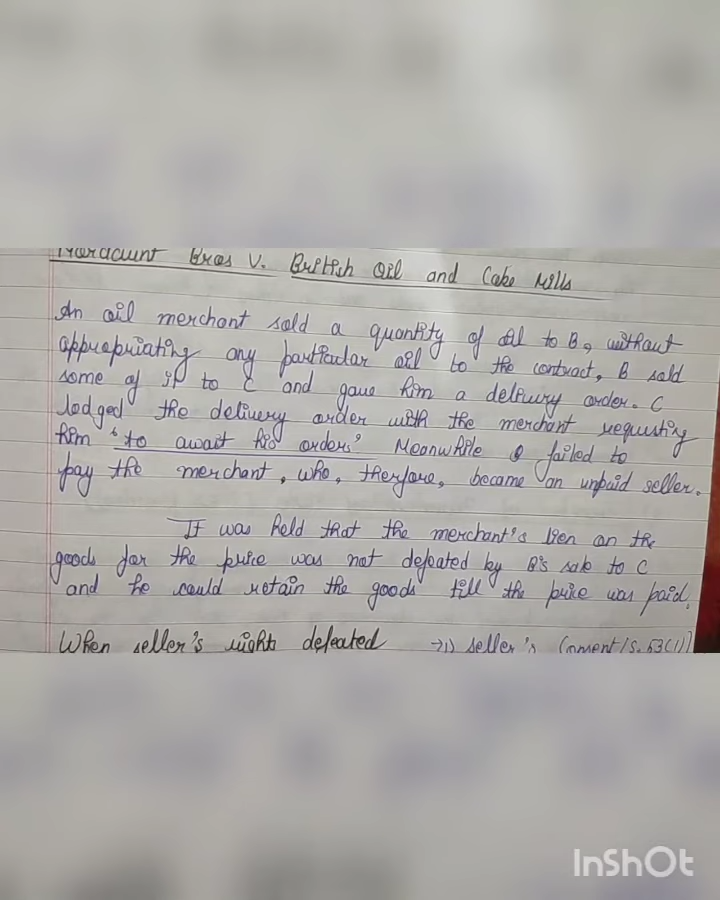 Bros V. British Oil and Cake Mills
An oil merchant sold a quantity of oil to B, without
appropriating any particular oil to the contract, B sold
some of it to C and gave him a delivery order. C
lodged the delivery order with the merchant requesting
him "to await his orders" Meanwhile failed to
pay the merchant, who, therefore, became an unpaid seller.
It was held that the merchant's lien on the
goods for the price was not defeated by B's sale to C
and he could retain the goods till the price was paid.
When seller's rights defeated →1) seller's Consent [S. 53(1)]
InShOt